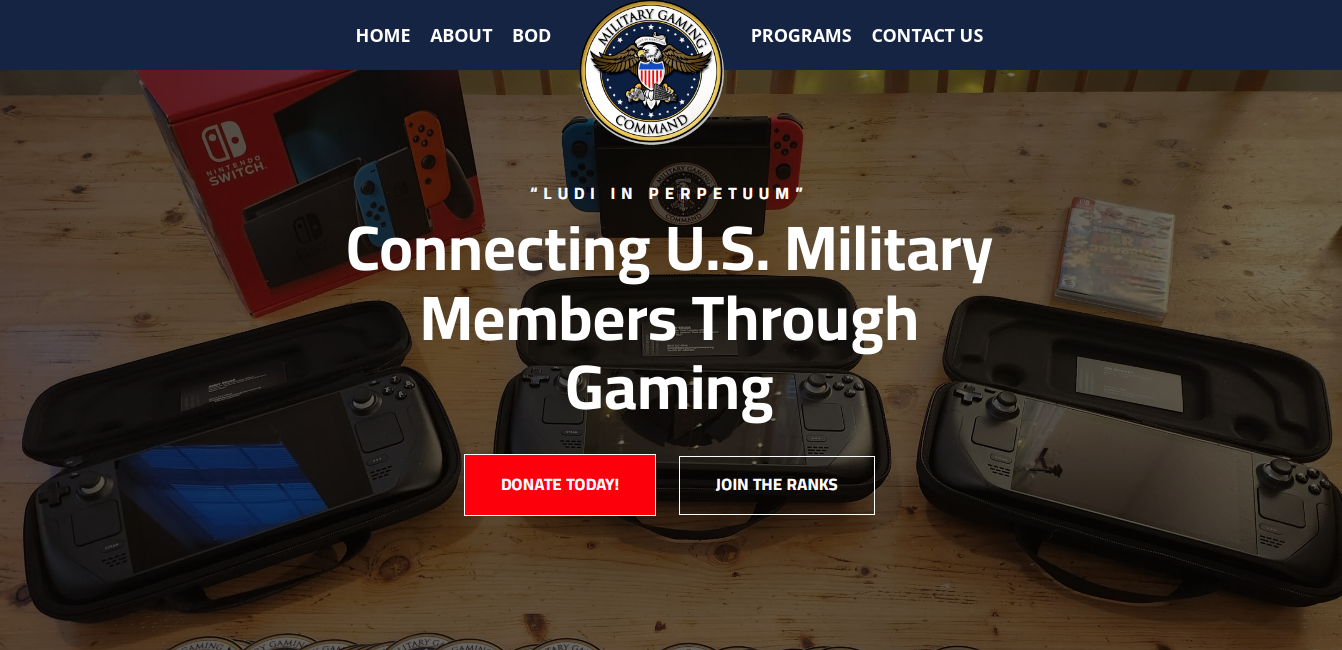 HOME ABOUT BOD PROGRAMS CONTACT US
MILITARY GAMING
COMMAND
NINTENDO
SWITCH
"LUDI IN PERPETUUM"
Connecting U.S. Military
Members Through
Gaming
DONATE TODAY!
JOIN THE RANKS